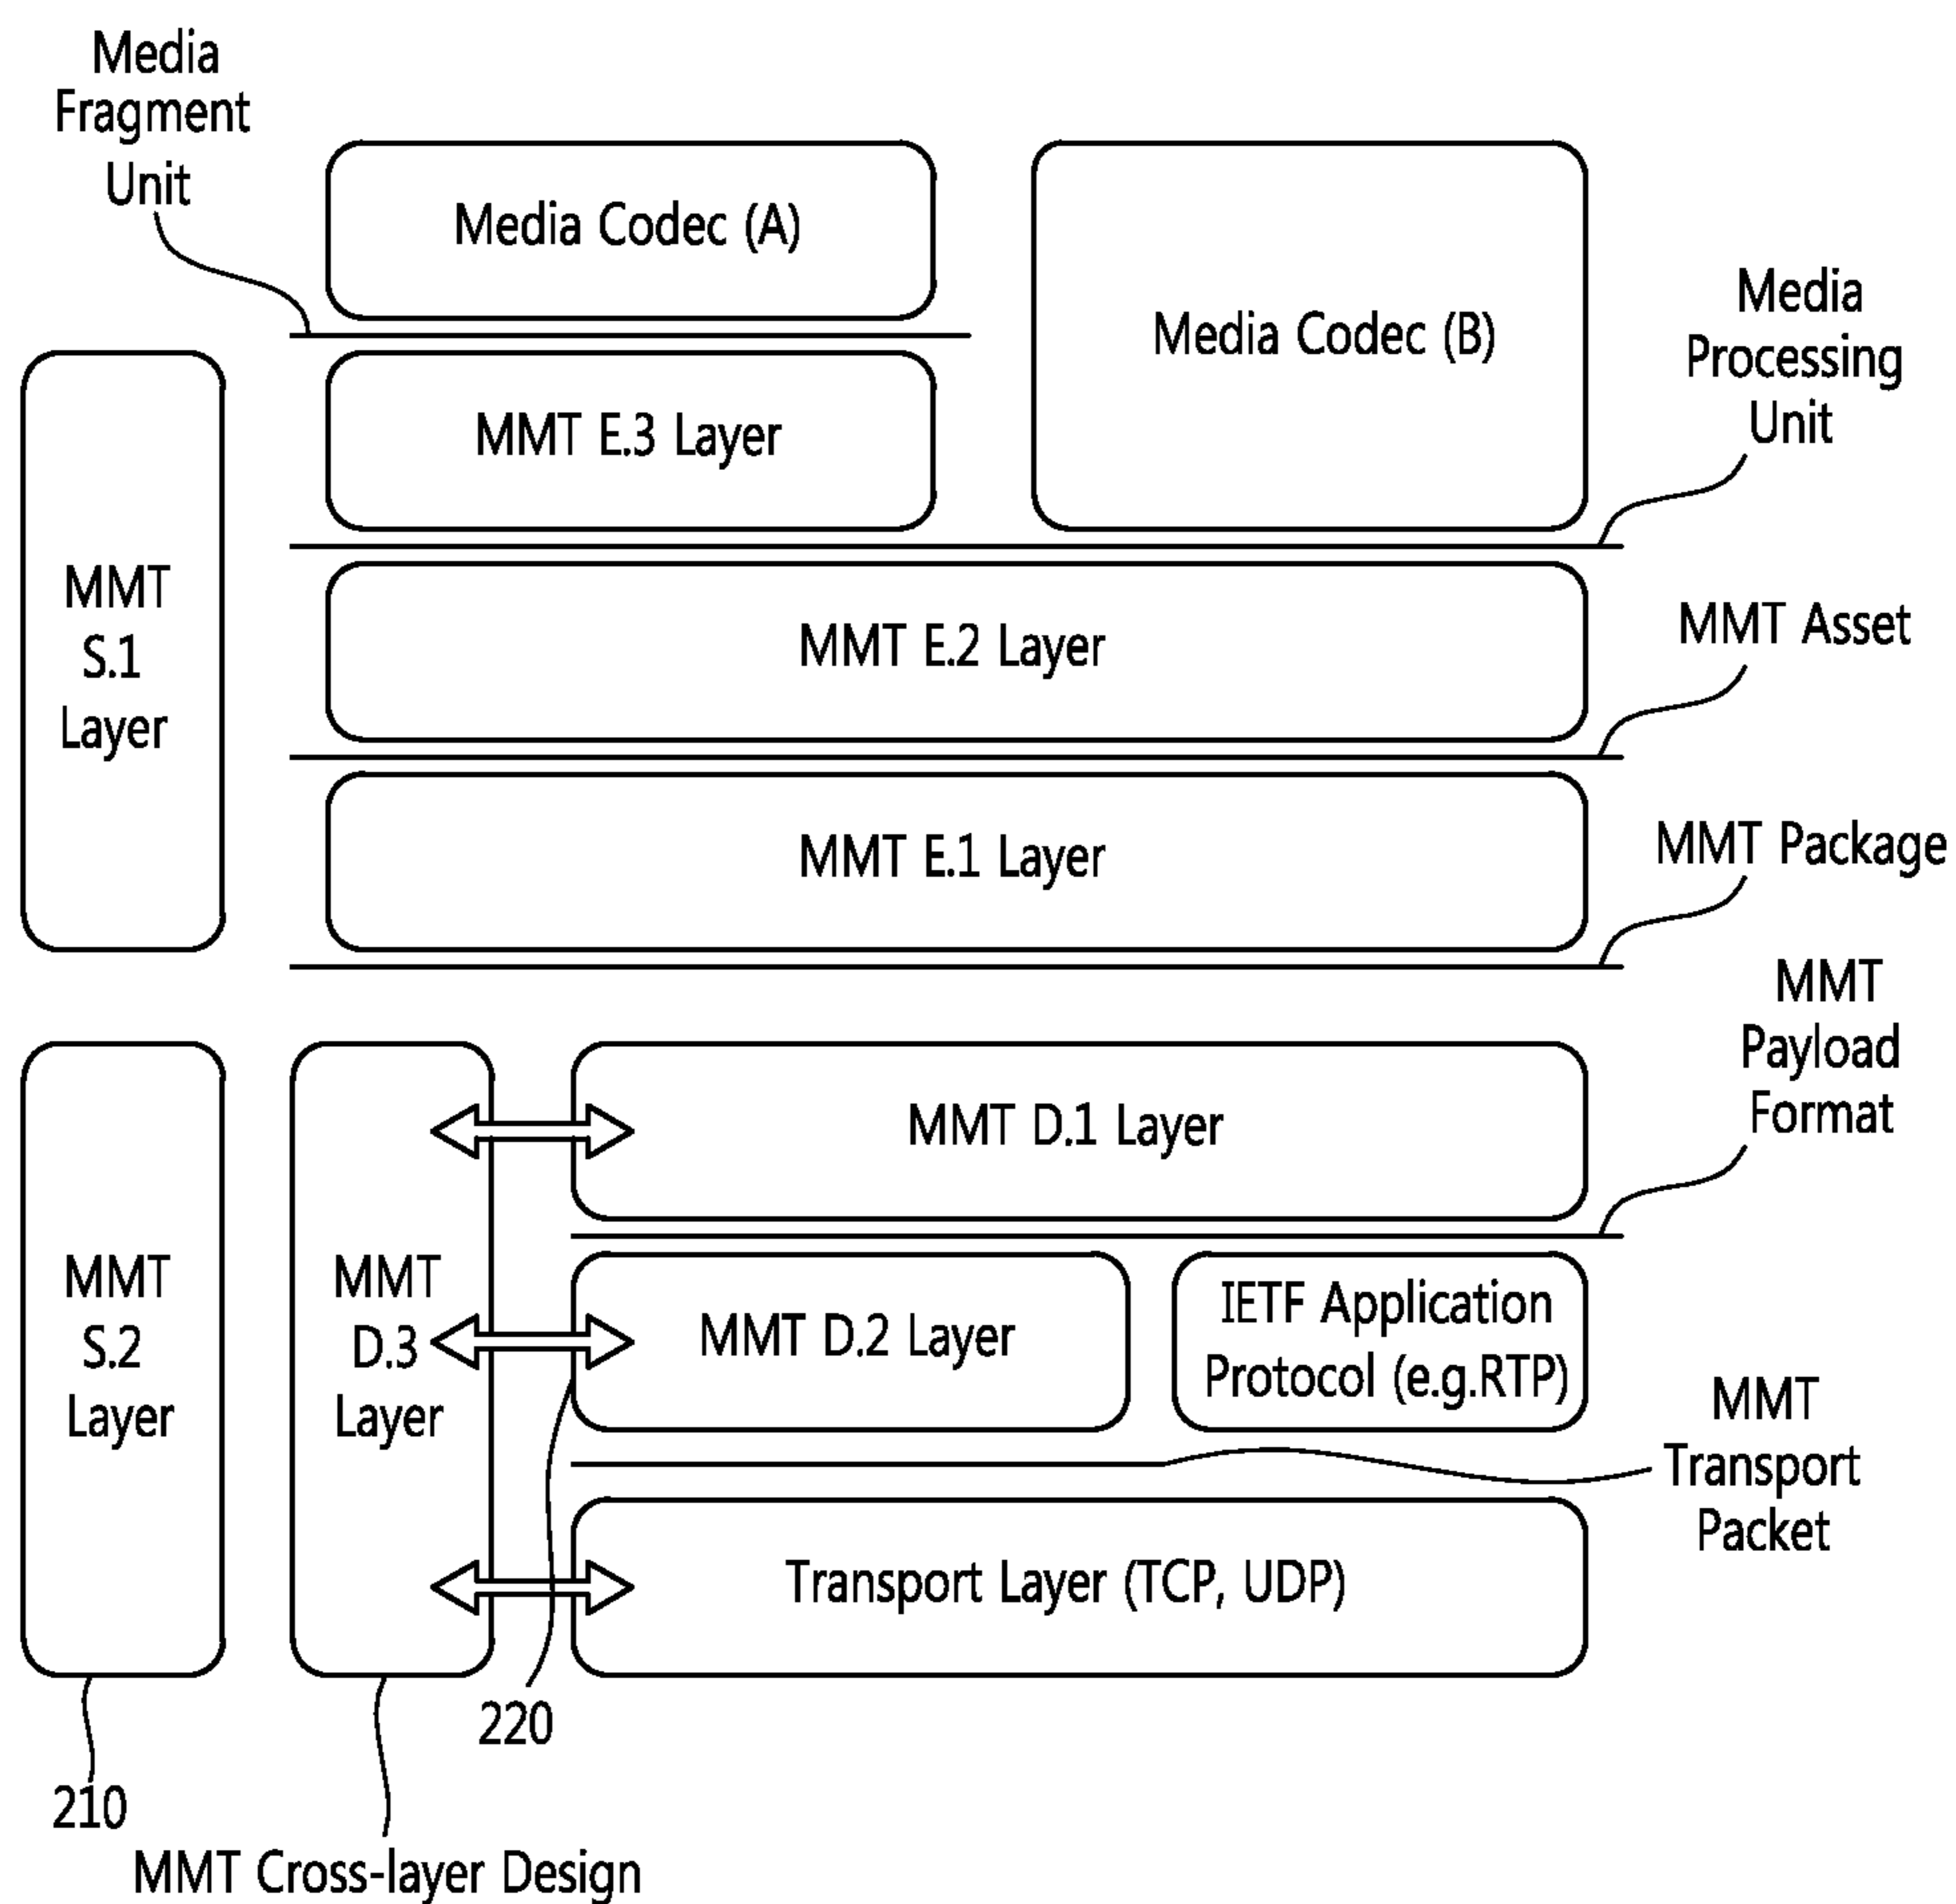 Media
Fragment
Unit
Media Codec (A)
Media Codec (B)
Media
Processing
Unit
MMT E.3 Layer
MMT
S.1
Layer
MMT E.2 Layer
MMT Asset
MMT E.1 Layer
MMT Package
MMT
Payload
Format
MMT D.1 Layer
MMT
S.2
Layer
MMT
D.3
Layer
MMT D.2 Layer
IETF Application
Protocol (e.g.RTP)
MMT
Transport
Packet
Transport Layer (TCP, UDP)
220
210
MMT Cross-layer Design